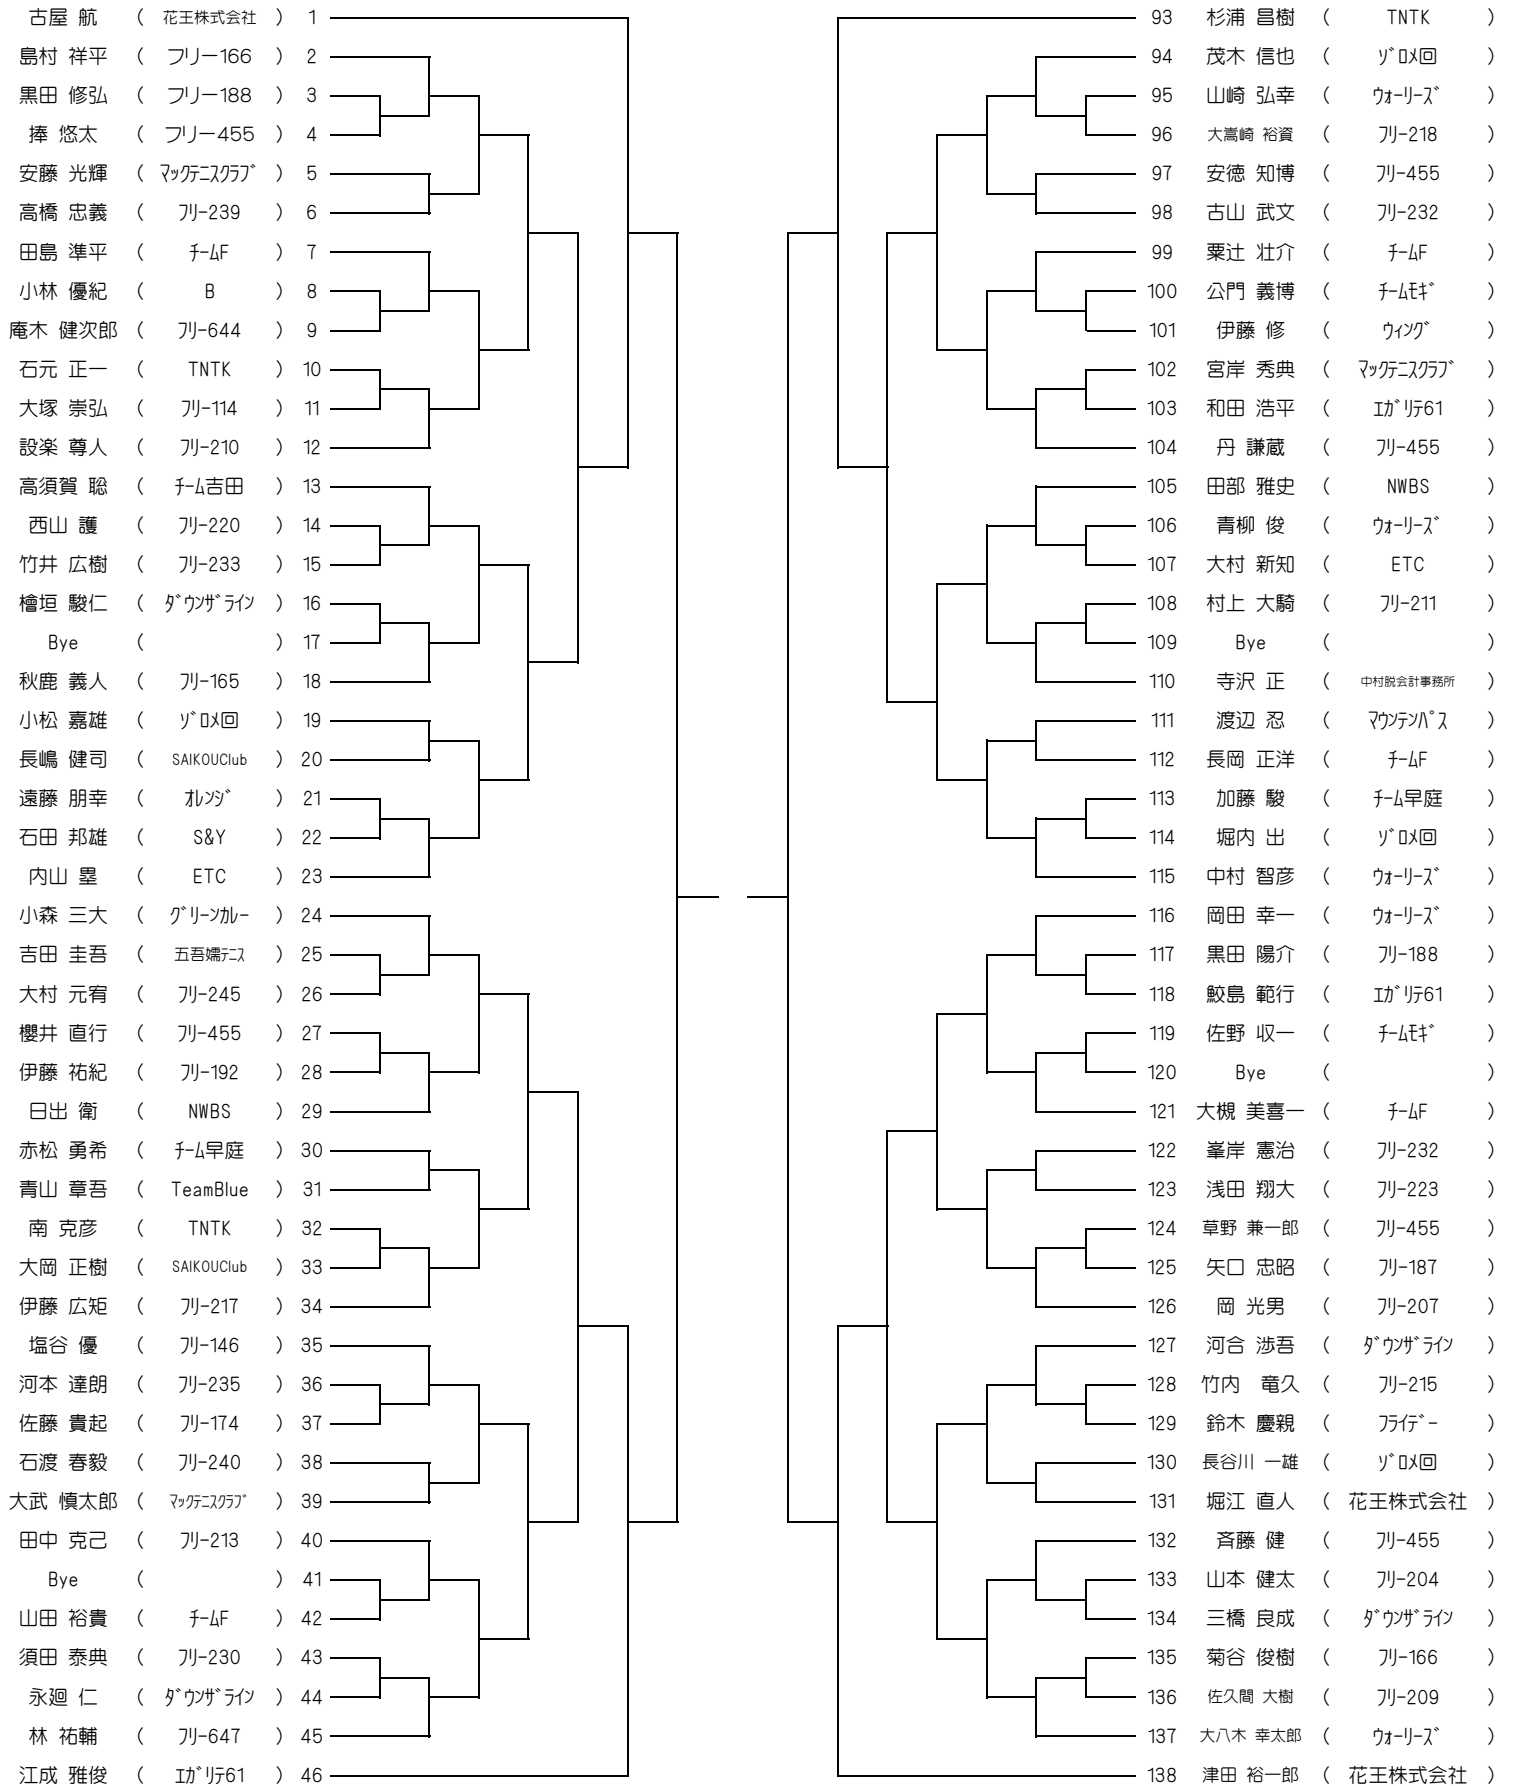 古屋 航 ( 花王株式会社 ) 1
島村 祥平 ( フリー166 ) 2
黒田 修弘 ( フリー188 ) 3
捧 悠太 ( フリー455 ) 4
安藤 光輝 ( ﾏｯｸﾃﾆｽｸﾗﾌﾞ ) 5
高橋 忠義 ( ﾌﾘｰ239 ) 6
田島 準平 ( ﾁｰﾑF ) 7
小林 優紀 ( B ) 8
庵木 健次郎 ( ﾌﾘｰ644 ) 9
石元 正一 ( TNTK ) 10
大塚 崇弘 ( ﾌﾘｰ114 ) 11
設楽 尊人 ( ﾌﾘｰ210 ) 12
高須賀 聡 ( ﾁｰﾑ吉田 ) 13
西山 護 ( ﾌﾘｰ220 ) 14
竹井 広樹 ( ﾌﾘｰ233 ) 15
檜垣 駿仁 ( ﾀﾞｳﾝｻﾞﾗｲﾝ ) 16
Bye ( ) 17
秋鹿 義人 ( ﾌﾘｰ165 ) 18
小松 嘉雄 ( ｿﾞﾛﾒ回 ) 19
長嶋 健司 ( SAIKOUClub ) 20
遠藤 朋幸 ( ｵﾚﾝｼﾞ ) 21
石田 邦雄 ( S&Y ) 22
内山 塁 ( ETC ) 23
小森 三大 ( ｸﾞﾘｰﾝｶﾚｰ ) 24
吉田 圭吾 ( 五吾嬬ﾃﾆｽ ) 25
大村 元宥 ( ﾌﾘｰ245 ) 26
櫻井 直行 ( ﾌﾘｰ455 ) 27
伊藤 祐紀 ( ﾌﾘｰ192 ) 28
日出 衛 ( NWBS ) 29
赤松 勇希 ( ﾁｰﾑ早庭 ) 30
青山 章吾 ( TeamBlue ) 31
南 克彦 ( TNTK ) 32
大岡 正樹 ( SAIKOUClub ) 33
伊藤 広矩 ( ﾌﾘｰ217 ) 34
塩谷 優 ( ﾌﾘｰ146 ) 35
河本 達朗 ( ﾌﾘｰ235 ) 36
佐藤 貴起 ( ﾌﾘｰ174 ) 37
石渡 春毅 ( ﾌﾘｰ240 ) 38
大武 慎太郎 ( ﾏｯｸﾃﾆｽｸﾗﾌﾞ ) 39
田中 克己 ( ﾌﾘｰ213 ) 40
Bye ( ) 41
山田 裕貴 ( ﾁｰﾑF ) 42
須田 泰典 ( ﾌﾘｰ230 ) 43
永廻 仁 ( ﾀﾞｳﾝｻﾞﾗｲﾝ ) 44
林 祐輔 ( ﾌﾘｰ647 ) 45
江成 雅俊 ( ｴｶﾞﾘﾃ61 ) 46
93 杉浦 昌樹 ( TNTK )
94 茂木 信也 ( ｿﾞﾛﾒ回 )
95 山崎 弘幸 ( ｳｫｰﾘｰｽﾞ )
96 大嵩崎 裕資 ( ﾌﾘｰ218 )
97 安徳 知博 ( ﾌﾘｰ455 )
98 古山 武文 ( ﾌﾘｰ232 )
99 粟辻 壮介 ( ﾁｰﾑF )
100 公門 義博 ( ﾁｰﾑﾓｷﾞ )
101 伊藤 修 ( ｳｨﾝｸﾞ )
102 宮岸 秀典 ( ﾏｯｸﾃﾆｽｸﾗﾌﾞ )
103 和田 浩平 ( ｴｶﾞﾘﾃ61 )
104 丹 謙蔵 ( ﾌﾘｰ455 )
105 田部 雅史 ( NWBS )
106 青柳 俊 ( ｳｫｰﾘｰｽﾞ )
107 大村 新知 ( ETC )
108 村上 大騎 ( ﾌﾘｰ211 )
109 Bye ( )
110 寺沢 正 ( 中村脱会計事務所 )
111 渡辺 忍 ( ﾏｳﾝﾃﾝﾊﾟｽ )
112 長岡 正洋 ( ﾁｰﾑF )
113 加藤 駿 ( ﾁｰﾑ早庭 )
114 堀内 出 ( ｿﾞﾛﾒ回 )
115 中村 智彦 ( ｳｫｰﾘｰｽﾞ )
116 岡田 幸一 ( ｳｫｰﾘｰｽﾞ )
117 黒田 陽介 ( ﾌﾘｰ188 )
118 鮫島 範行 ( ｴｶﾞﾘﾃ61 )
119 佐野 収一 ( ﾁｰﾑﾓｷﾞ )
120 Bye ( )
121 大槻 美喜一 ( ﾁｰﾑF )
122 峯岸 憲治 ( ﾌﾘｰ232 )
123 浅田 翔大 ( ﾌﾘｰ223 )
124 草野 兼一郎 ( ﾌﾘｰ455 )
125 矢口 忠昭 ( ﾌﾘｰ187 )
126 岡 光男 ( ﾌﾘｰ207 )
127 河合 渉吾 ( ﾀﾞｳﾝｻﾞﾗｲﾝ )
128 竹内　竜久 ( ﾌﾘｰ215 )
129 鈴木 慶親 ( ﾌﾗｲﾃﾞｰ )
130 長谷川 一雄 ( ｿﾞﾛﾒ回 )
131 堀江 直人 ( 花王株式会社 )
132 斉藤 健 ( ﾌﾘｰ455 )
133 山本 健太 ( ﾌﾘｰ204 )
134 三橋 良成 ( ﾀﾞｳﾝｻﾞﾗｲﾝ )
135 菊谷 俊樹 ( ﾌﾘｰ166 )
136 佐久間 大樹 ( ﾌﾘｰ209 )
137 大八木 幸太郎 ( ｳｫｰﾘｰｽﾞ )
138 津田 裕一郎 ( 花王株式会社 )